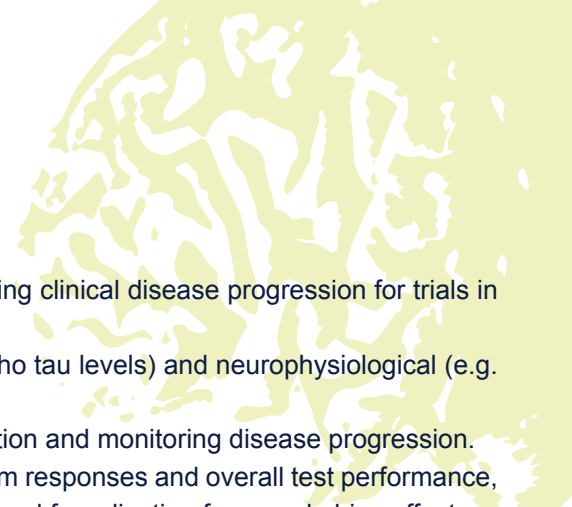 ing clinical disease progression for trials in
ho tau levels) and neurophysiological (e.g.
tion and monitoring disease progression.
m responses and overall test performance,